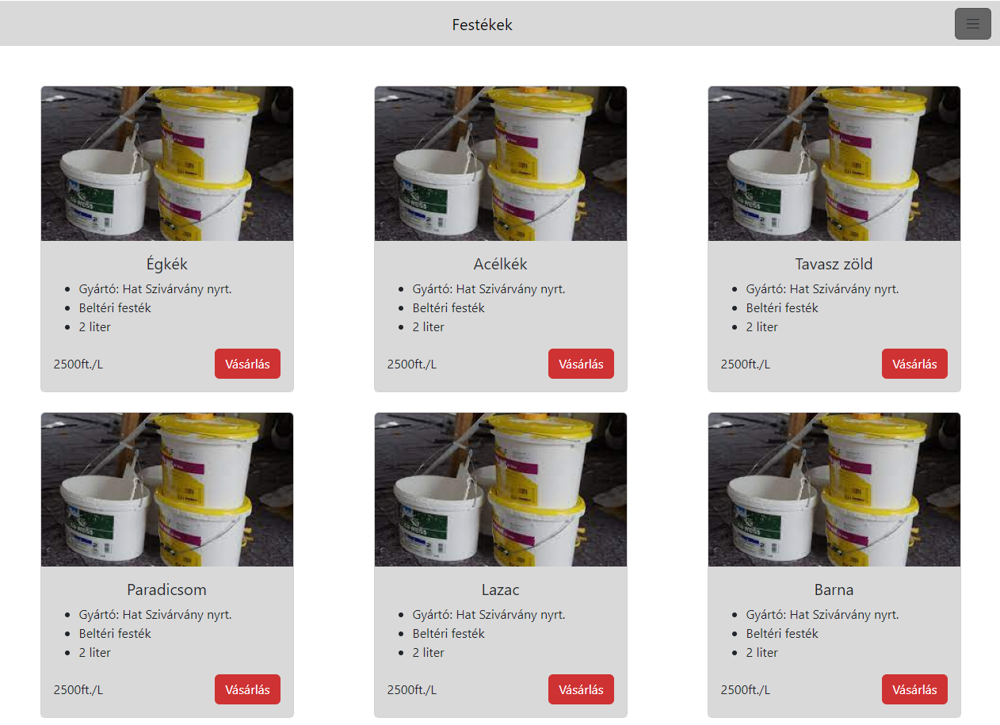 Festékek
Égkék
Gyártó: Hat Szivárvány nyrt.
Beltéri festék
2 liter
2500ft./L
Vásárlás
Acélkék
Gyártó: Hat Szivárvány nyrt.
Beltéri festék
2 liter
2500ft./L
Vásárlás
Tavasz zöld
Gyártó: Hat Szivárvány nyrt.
Beltéri festék
2 liter
2500ft./L
Vásárlás
Paradicsom
Gyártó: Hat Szivárvány nyrt.
Beltéri festék
2 liter
2500ft./L
Vásárlás
Lazac
Gyártó: Hat Szivárvány nyrt.
Beltéri festék
2 liter
2500ft./L
Vásárlás
Barna
Gyártó: Hat Szivárvány nyrt.
Beltéri festék
2 liter
2500ft./L
Vásárlás